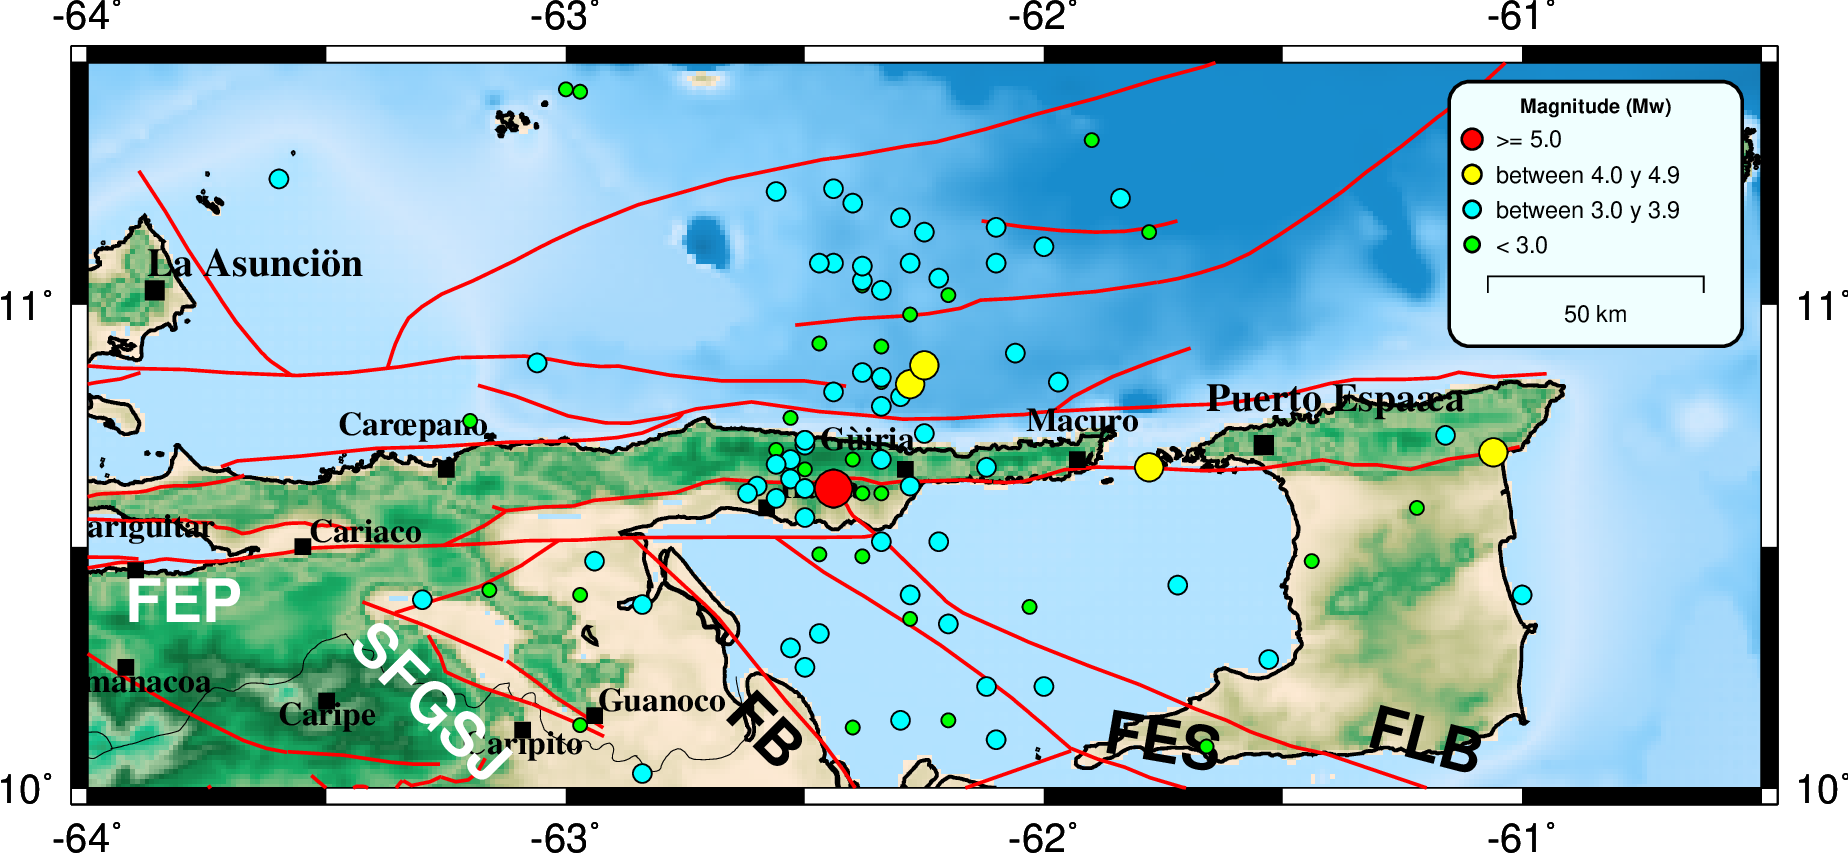 -64° -63° -62° -61°
Magnitude (Mw)
>= 5.0
between 4.0 y 4.9
between 3.0 y 3.9
< 3.0
50 km
La Asunciön
11° 11°
Carœpano
Gùiria
Macuro
Puerto Espaæa
ariguitar
Cariaco
FEP
SFGSJ
manacoa
Caripe
Guanoco
aripito
FB
FES
FLB
10° 10°
-64° -63° -62° -61°